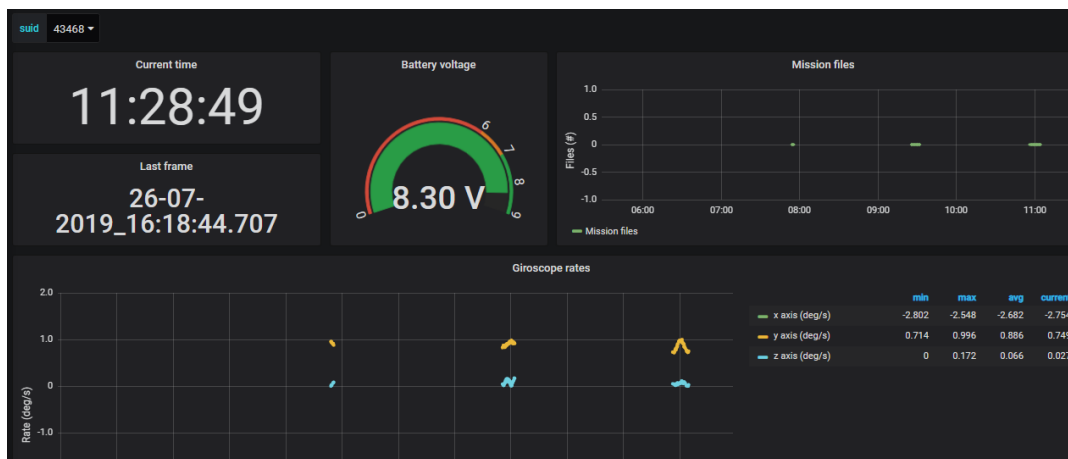 suid 43468
Current time
11:28:49
Last frame
26-07-
2019_16:18:44.707
Battery voltage
0 6 7 8 9
8.30 V
Mission files
Files (#)
1.0
0.5
0
-0.5
-1.0
06:00 07:00 08:00 09:00 10:00 11:00
Mission files
Giroscope rates
Rate (deg/s)
2.0
1.0
0
-1.0
min max avg current
x axis (deg/s) -2.802 -2.548 -2.682 -2.754
y axis (deg/s) 0.714 0.996 0.886 0.749
z axis (deg/s) 0 0.172 0.066 0.027